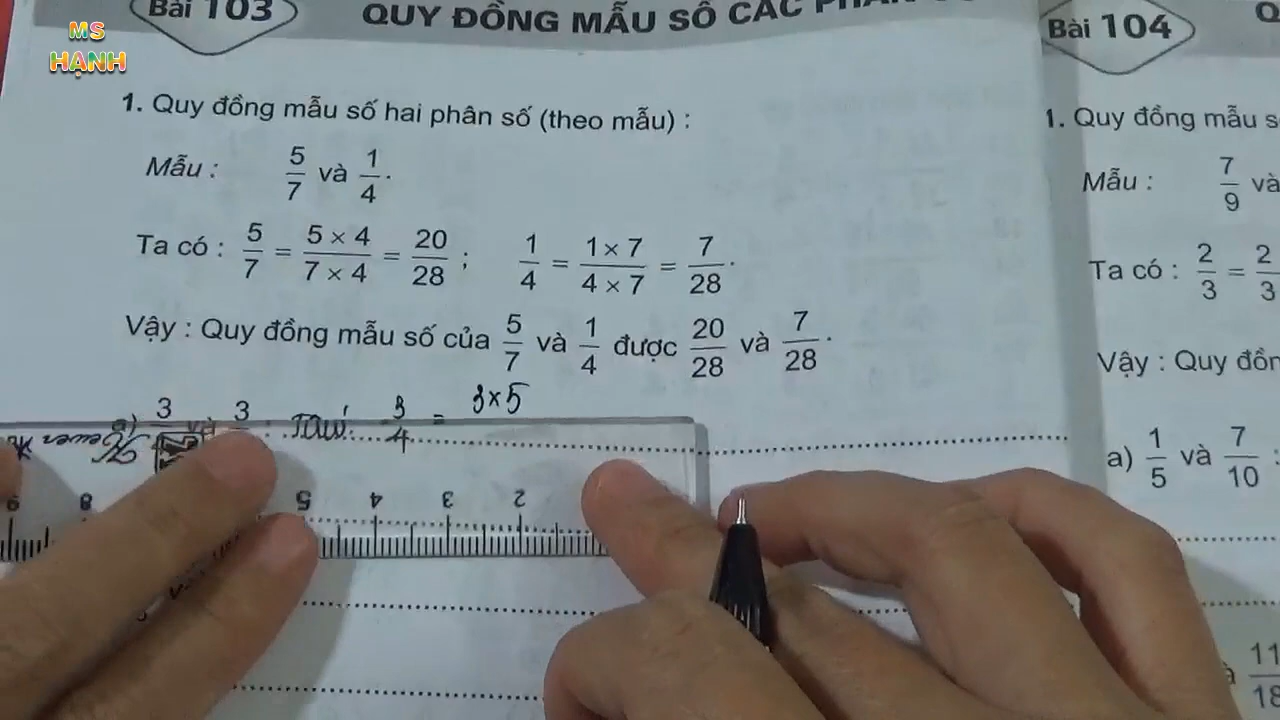 MS
HẠNH
Bài 103
QUY ĐỒNG MẪU SỐ CÁC
1. Quy đồng mẫu số hai phân số (theo mẫu) :
Mẫu : 5/7 và 1/4.
Ta có : 5/7 = 5 × 4/7 × 4 = 20/28 ; 1/4 = 1 × 7/4 × 7 = 7/28.
Vậy : Quy đồng mẫu số của 5/7 và 1/4 được 20/28 và 7/28.
a) 3 và 3 : Ta có: 3/4 = 3×5
8 5 4 3 2
Bài 104
1. Quy đồng mẫu
Mẫu : 7/9 và
Ta có : 2/3 = 2/3
Vậy : Quy
a) 1/5 và 7/10 :
11/18